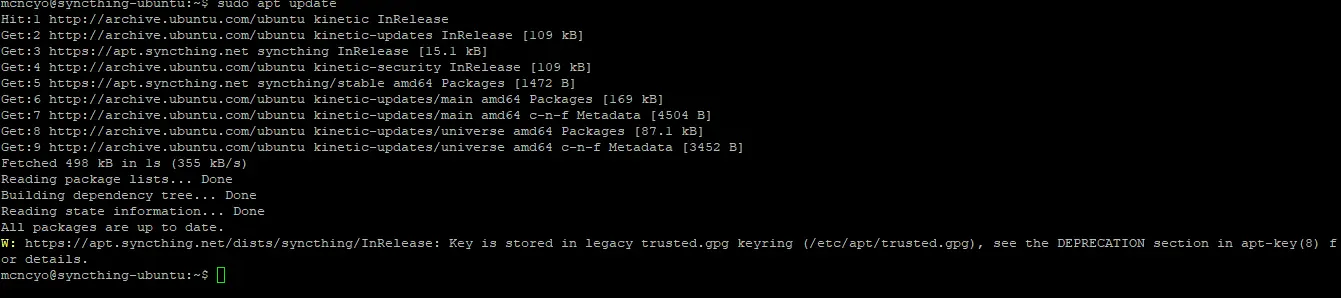 mcncyo@syncthing-ubuntu:~$ sudo apt update
Hit:1 http://archive.ubuntu.com/ubuntu kinetic InRelease
Get:2 http://archive.ubuntu.com/ubuntu kinetic-updates InRelease [109 kB]
Get:3 https://apt.syncthing.net syncthing InRelease [15.1 kB]
Get:4 http://archive.ubuntu.com/ubuntu kinetic-security InRelease [109 kB]
Get:5 https://apt.syncthing.net syncthing/stable amd64 Packages [1472 B]
Get:6 http://archive.ubuntu.com/ubuntu kinetic-updates/main amd64 Packages [169 kB]
Get:7 http://archive.ubuntu.com/ubuntu kinetic-updates/main amd64 c-n-f Metadata [4504 B]
Get:8 http://archive.ubuntu.com/ubuntu kinetic-updates/universe amd64 Packages [87.1 kB]
Get:9 http://archive.ubuntu.com/ubuntu kinetic-updates/universe amd64 c-n-f Metadata [3452 B]
Fetched 498 kB in 1s (355 kB/s)
Reading package lists... Done
Building dependency tree... Done
Reading state information... Done
All packages are up to date.
W: https://apt.syncthing.net/dists/syncthing/InRelease: Key is stored in legacy trusted.gpg keyring (/etc/apt/trusted.gpg), see the DEPRECATION section in apt-key(8) f
or details.
mcncyo@syncthing-ubuntu:~$